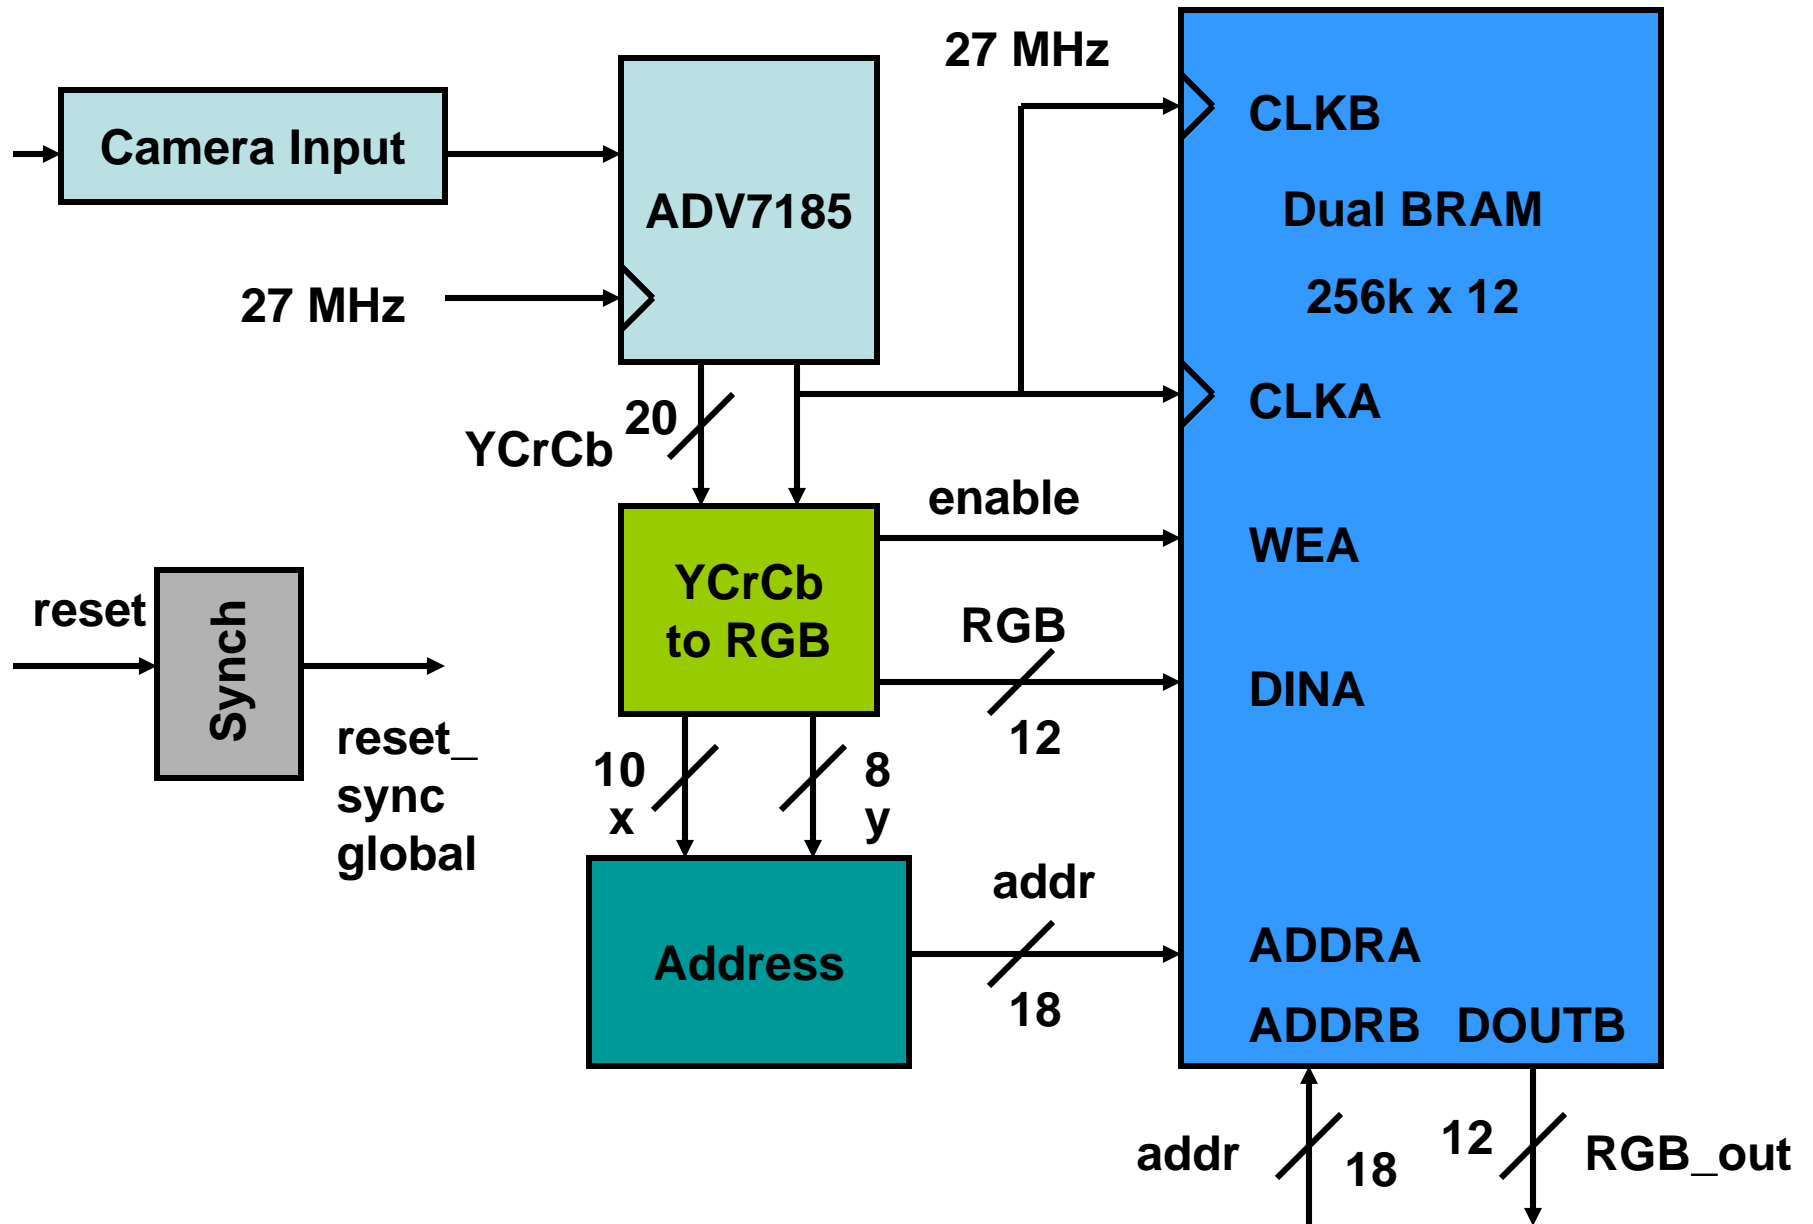 27 MHz
Camera Input
CLKB
ADV7185
Dual BRAM
27 MHz
256k x 12
20
CLKA
YCrCb
enable
WEA
YCrCb
to RGB
reset
Synch
RGB
DINA
12
reset_
sync
global
10
x
8
y
addr
Address
ADDRA
18
ADDRB
DOUTB
addr
18
12
RGB_out